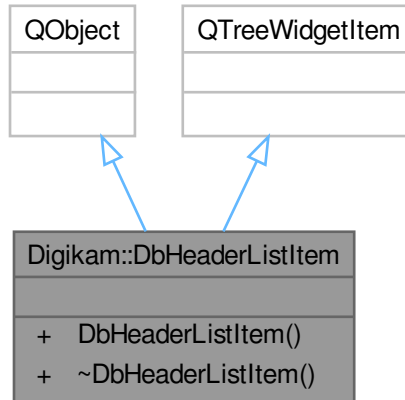 QObject
QTreeWidgetItem
Digikam::DbHeaderListItem
+ DbHeaderListItem()
+ ~DbHeaderListItem()